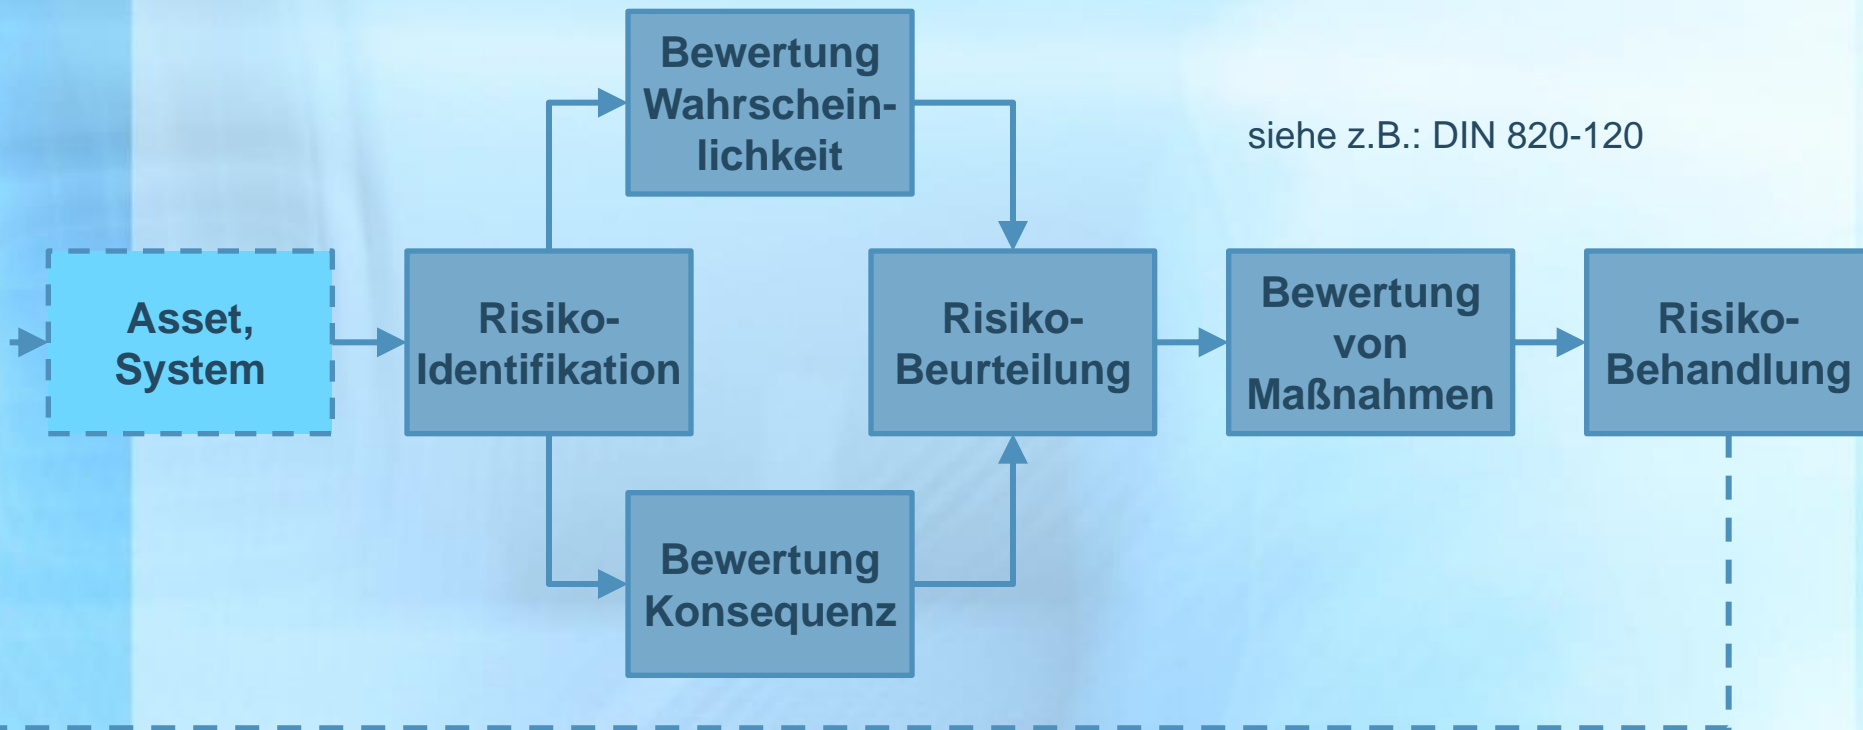 Bewertung
Wahrschein-
lichkeit
siehe z.B.: DIN 820-120
Asset,
System
Risiko-
Identifikation
Risiko-
Beurteilung
Bewertung
von
Maßnahmen
Risiko-
Behandlung
Bewertung
Konsequenz